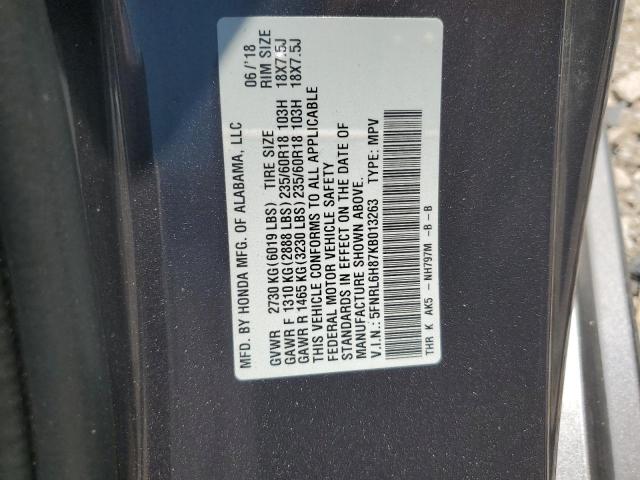 MFD. BY HONDA MFG. OF ALABAMA, LLC 06/'18
GVWR 2730 KG(6019 LBS) TIRE SIZE RIM SIZE
GAWR F 1310 KG(2888 LBS) 235/60R18 103H 18X7.5J
GAWR R 1465 KG(3230 LBS) 235/60R18 103H 18X7.5J
THIS VEHICLE CONFORMS TO ALL APPLICABLE
FEDERAL MOTOR VEHICLE SAFETY
STANDARDS IN EFFECT ON THE DATE OF
MANUFACTURE SHOWN ABOVE.
V.I.N.: 5FNRL6H87KB013263 TYPE: MPV
THR K AK5 - NH797M -B -B